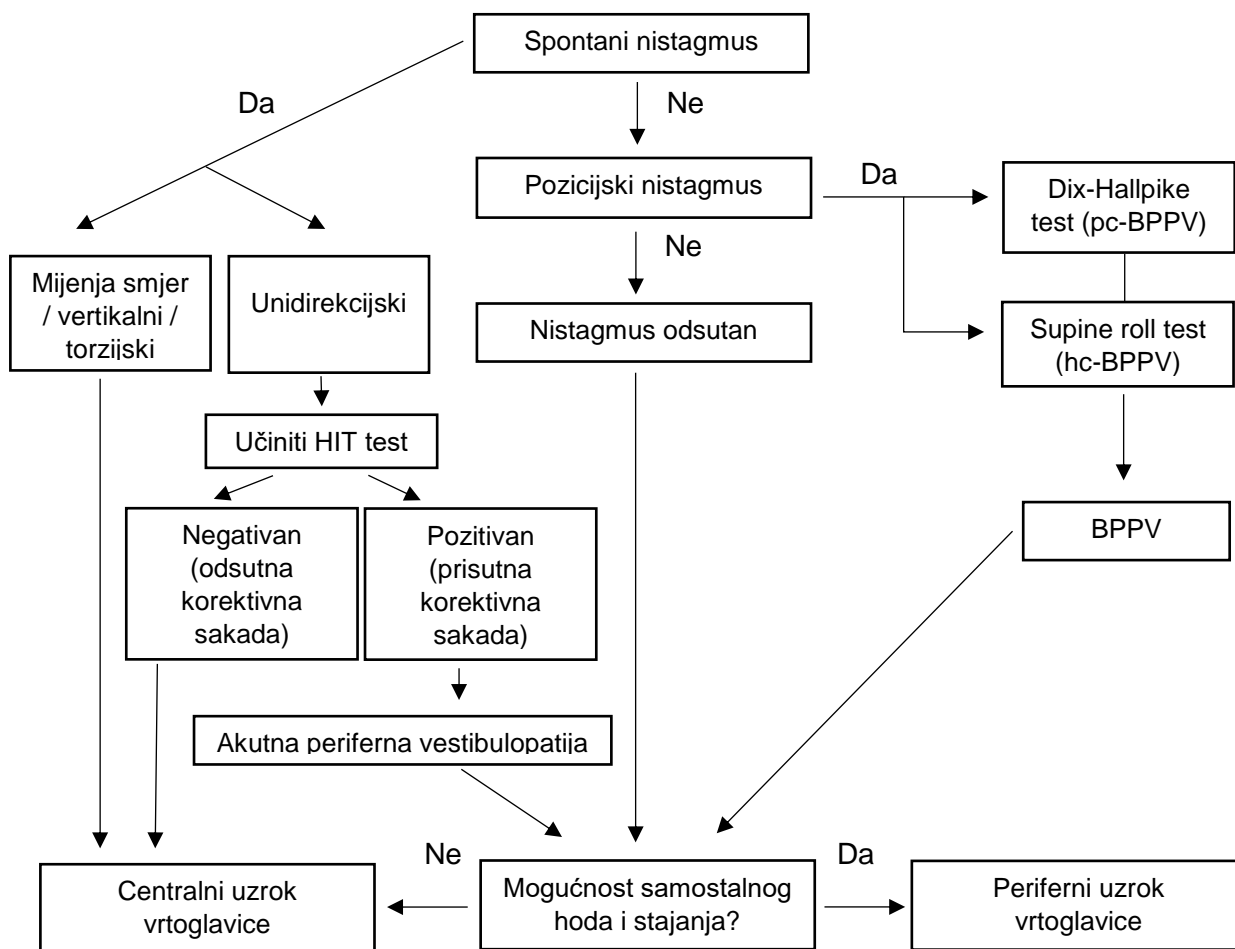 Spontani nistagmus
Da
Ne
Pozicijski nistagmus
Da
Dix-Hallpike
test (pc-BPPV)
Ne
Mijenja smjer
/ vertikalni /
torzijski
Unidirekcijski
Nistagmus odsutan
Supine roll test
(hc-BPPV)
Učiniti HIT test
Negativan
(odsutna
korektivna
sakada)
Pozitivan
(prisutna
korektivna
sakada)
BPPV
Akutna periferna vestibulopatija
Ne
Da
Centralni uzrok
vrtoglavice
Mogućnost samostalnog
hoda i stajanja?
Periferni uzrok
vrtoglavice